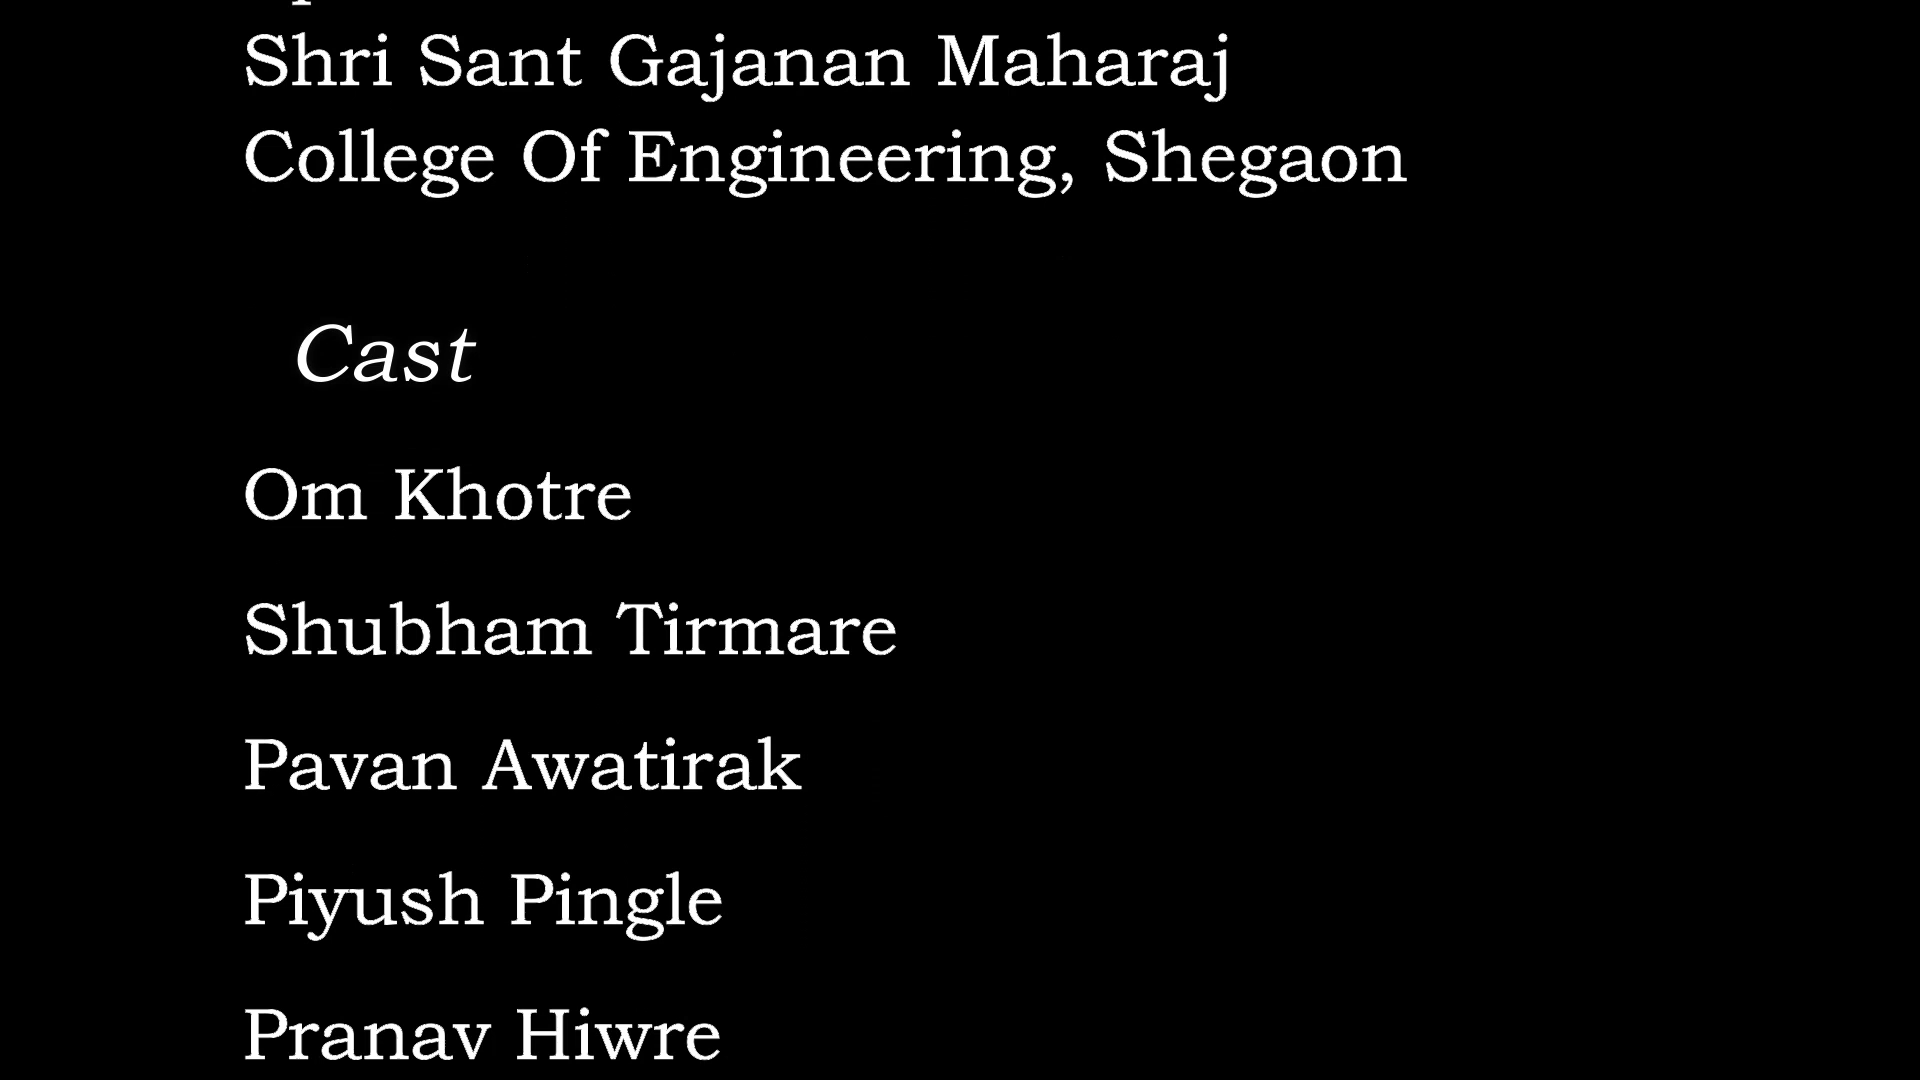 Shri Sant Gajanan Maharaj
College Of Engineering, Shegaon
Cast
Om Khotre
Shubham Tirmare
Pavan Awatirak
Piyush Pingle
Pranav Hiwre